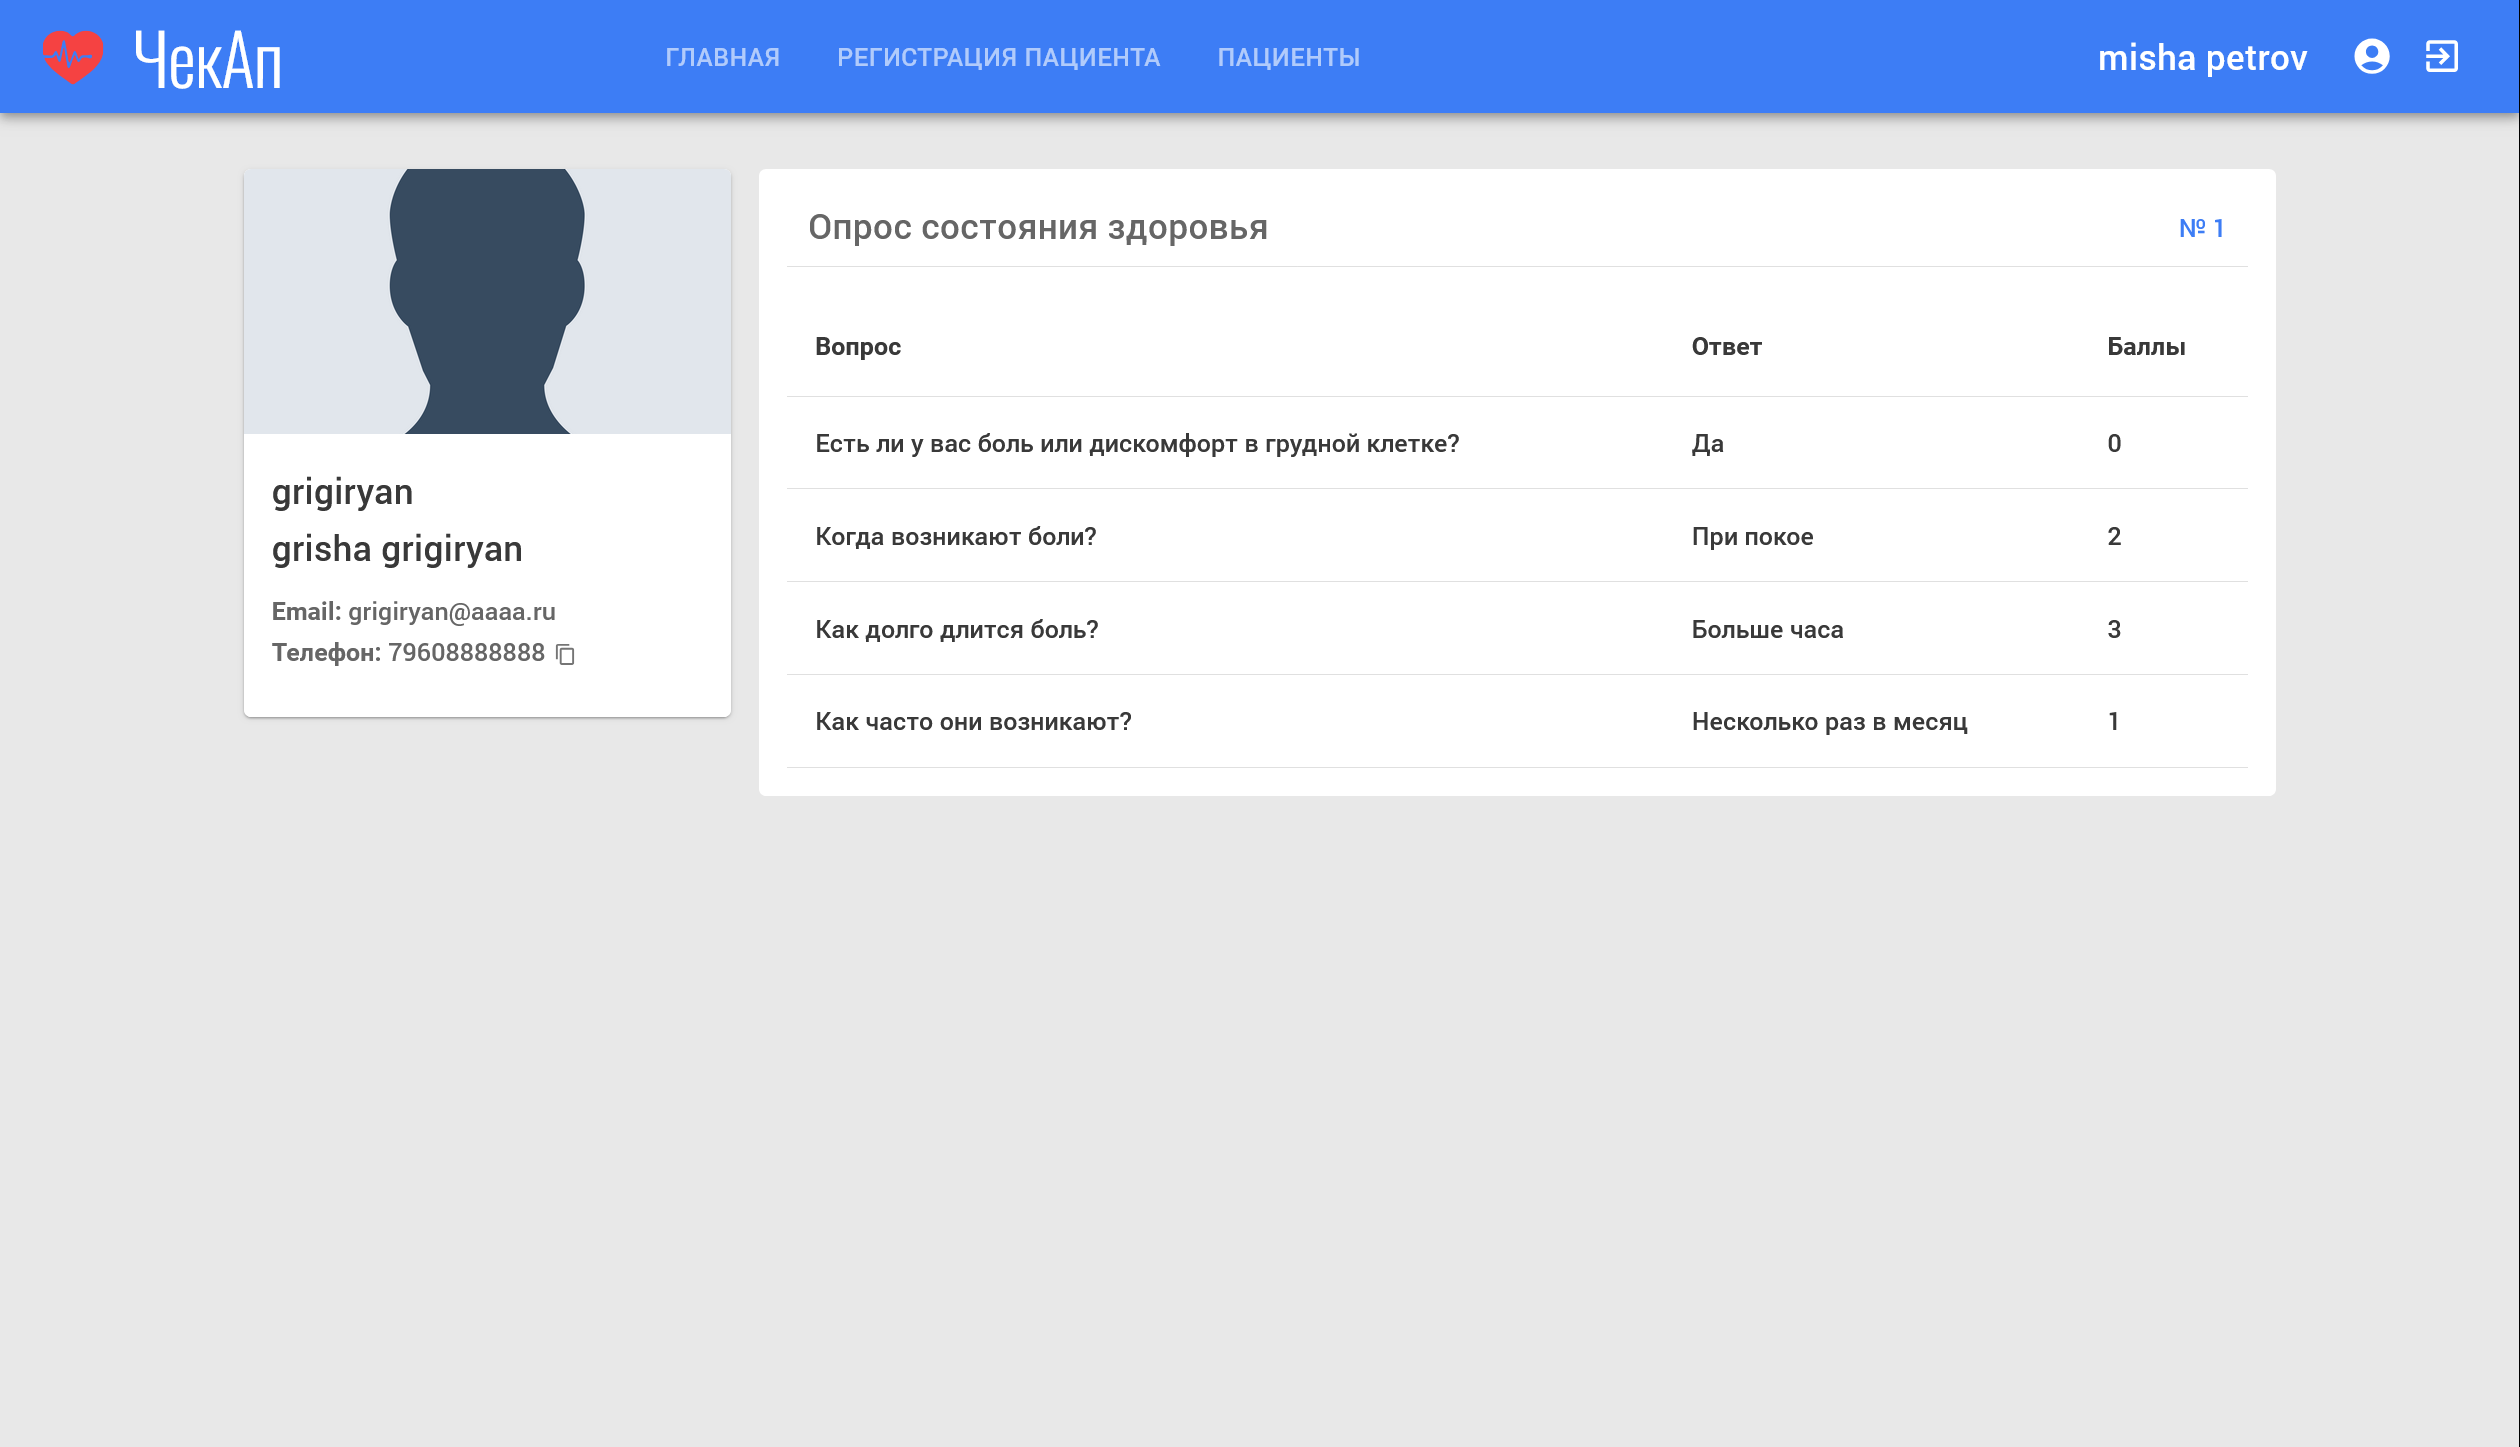 ЧекАп
ГЛАВНАЯ РЕГИСТРАЦИЯ ПАЦИЕНТА ПАЦИЕНТЫ
misha petrov
grigiryan
grisha grigiryan
Email: grigiryan@aaaa.ru
Телефон: 79608888888
Опрос состояния здоровья № 1
Вопрос Ответ Баллы
Есть ли у вас боль или дискомфорт в грудной клетке? Да 0
Когда возникают боли? При покое 2
Как долго длится боль? Больше часа 3
Как часто они возникают? Несколько раз в месяц 1